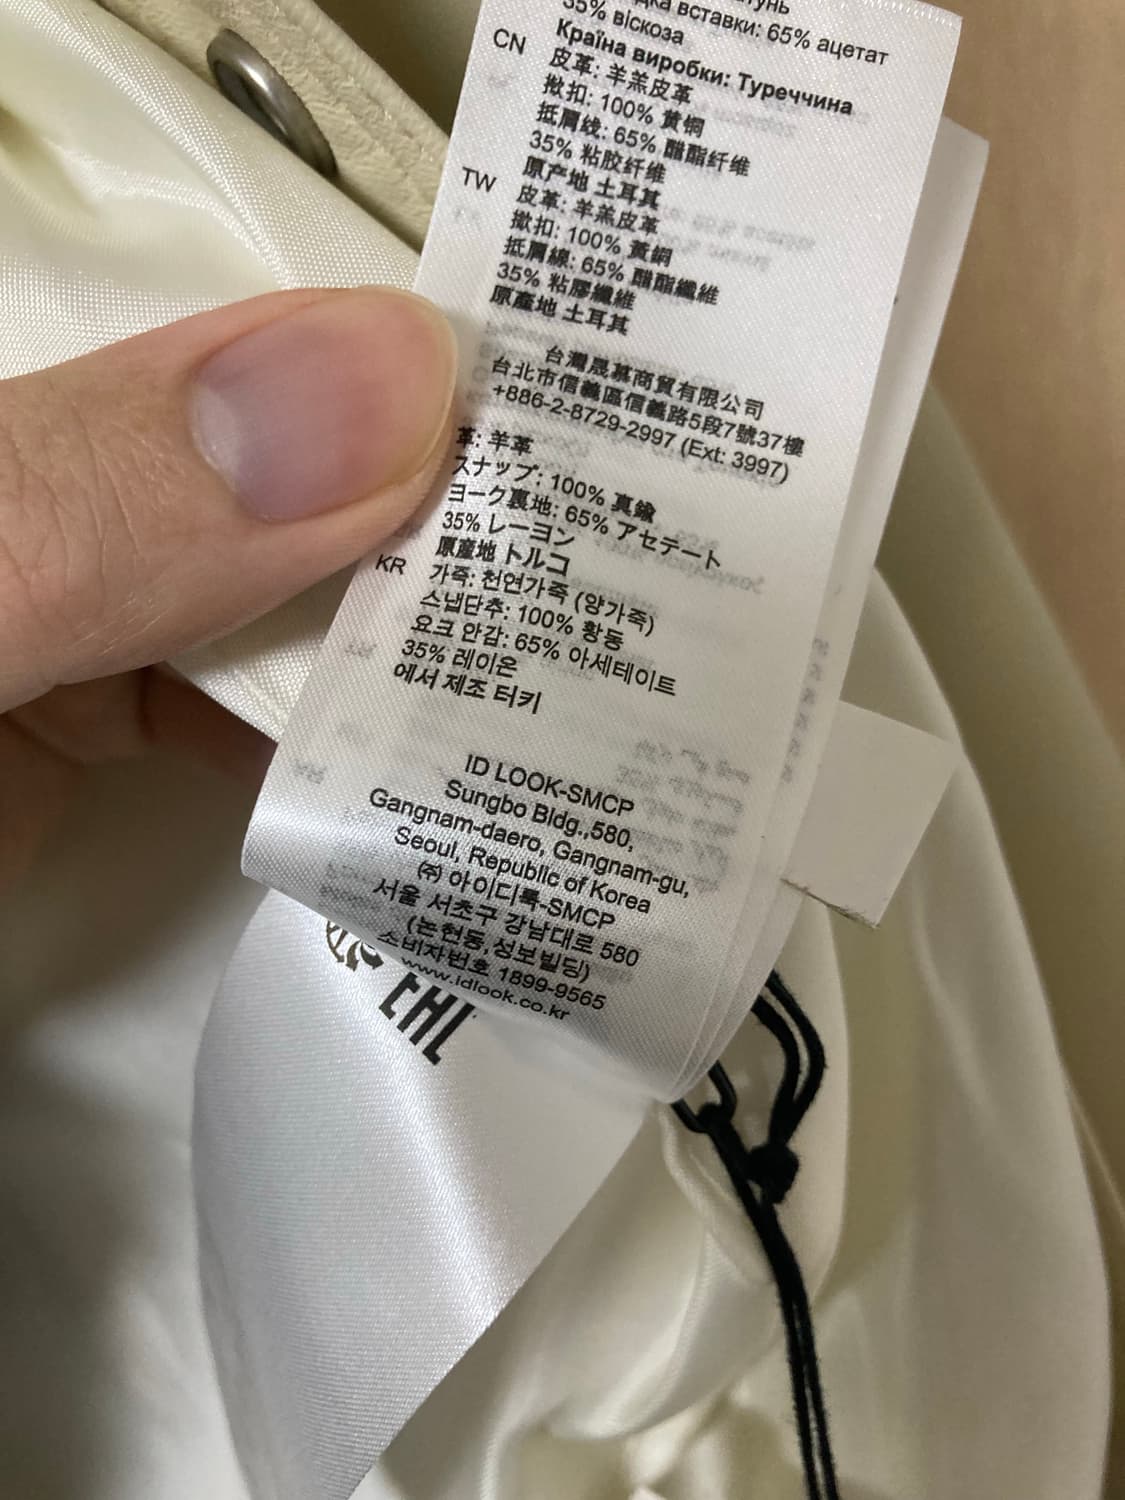 вставки: 65% ацетат
35% віскоза
Країна виробки: Туреччина
CN
皮革: 羊羔皮革
揿扣: 100% 黄铜
抵肩线: 65% 醋酯纤维
35% 粘胶纤维
原产地 土耳其
TW
皮革: 羊羔皮革
撳扣: 100% 黃銅
抵肩線: 65% 醋酯纖維
35% 粘膠纖維
原產地 土耳其
台灣晟慕商貿有限公司
台北市信義區信義路5段7號37樓
+886-2-8729-2997 (Ext: 3997)
革: 羊革
スナップ: 100% 真鍮
ヨーク裏地: 65% アセテート
35% レーヨン
原産地 トルコ
KR
가죽: 천연가죽 (양가죽)
스냅단추: 100% 황동
요크 안감: 65% 아세테이트
35% 레이온
에서 제조 터키
ID LOOK-SMCP
Sungbo Bldg.,580,
Gangnam-daero, Gangnam-gu,
Seoul, Republic of Korea
㈜ 아이디룩-SMCP
서울 서초구 강남대로 580
(논현동,성보빌딩)
소비자번호 1899-9565
www.idlook.co.kr
EAC